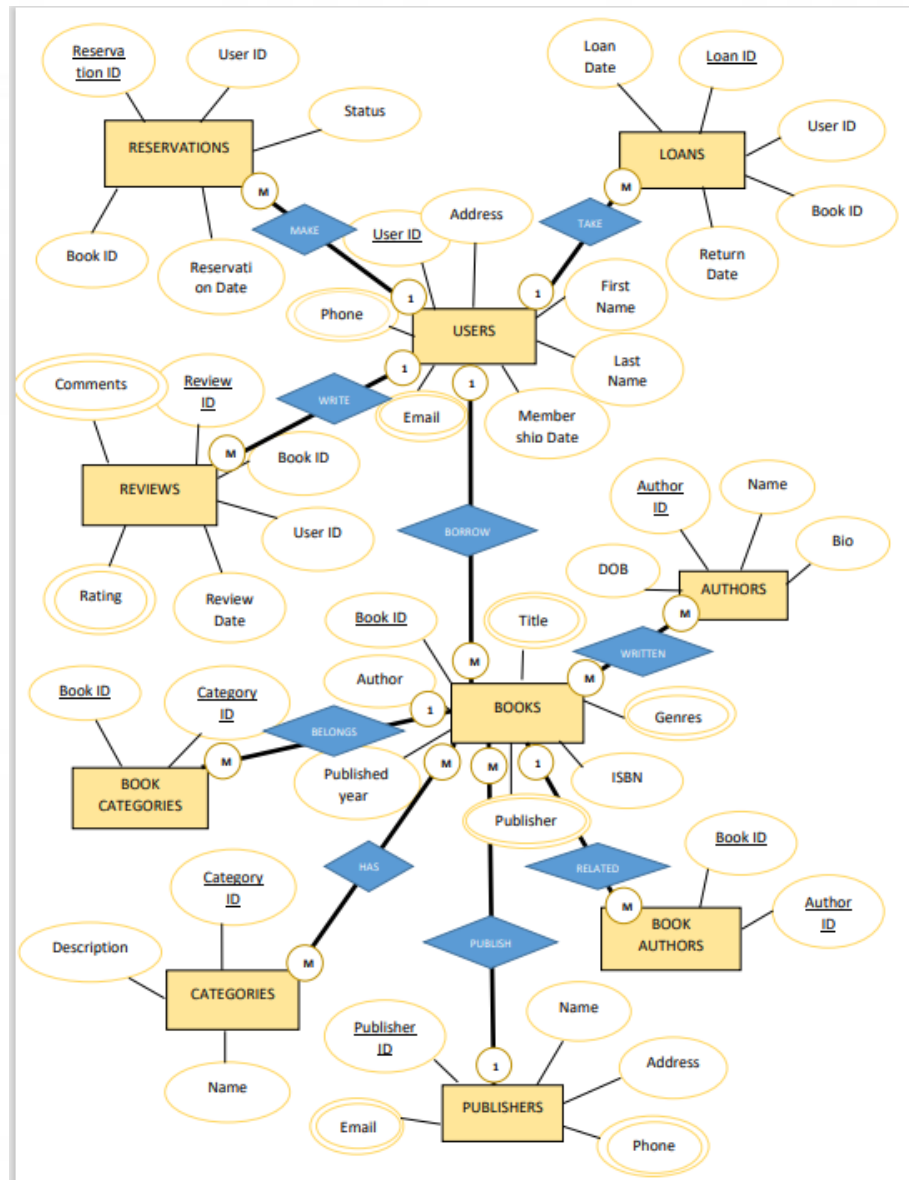 Reserva
tion ID
User ID
Status
RESERVATIONS
M
Book ID
Reservati
on Date
MAKE
Loan
Date
Loan ID
User ID
LOANS
M
Book ID
Return
Date
TAKE
User ID
Address
1
1
First
Name
Phone
USERS
Last
Name
1
1
Email
Member
ship Date
WRITE
Comments
Review
ID
M
Book ID
REVIEWS
User ID
Rating
Review
Date
BORROW
M
Author
ID
Name
Bio
DOB
AUTHORS
M
WRITTEN
M
Book ID
Title
Author
BOOKS
Genres
1
Published
year
M
M
1
ISBN
Publisher
Book ID
Category
ID
BELONGS
M
BOOK
CATEGORIES
HAS
RELATED
Book ID
M
BOOK
AUTHORS
Author
ID
Category
ID
Description
M
CATEGORIES
Name
PUBLISH
Publisher
ID
1
Name
Address
PUBLISHERS
Email
Phone